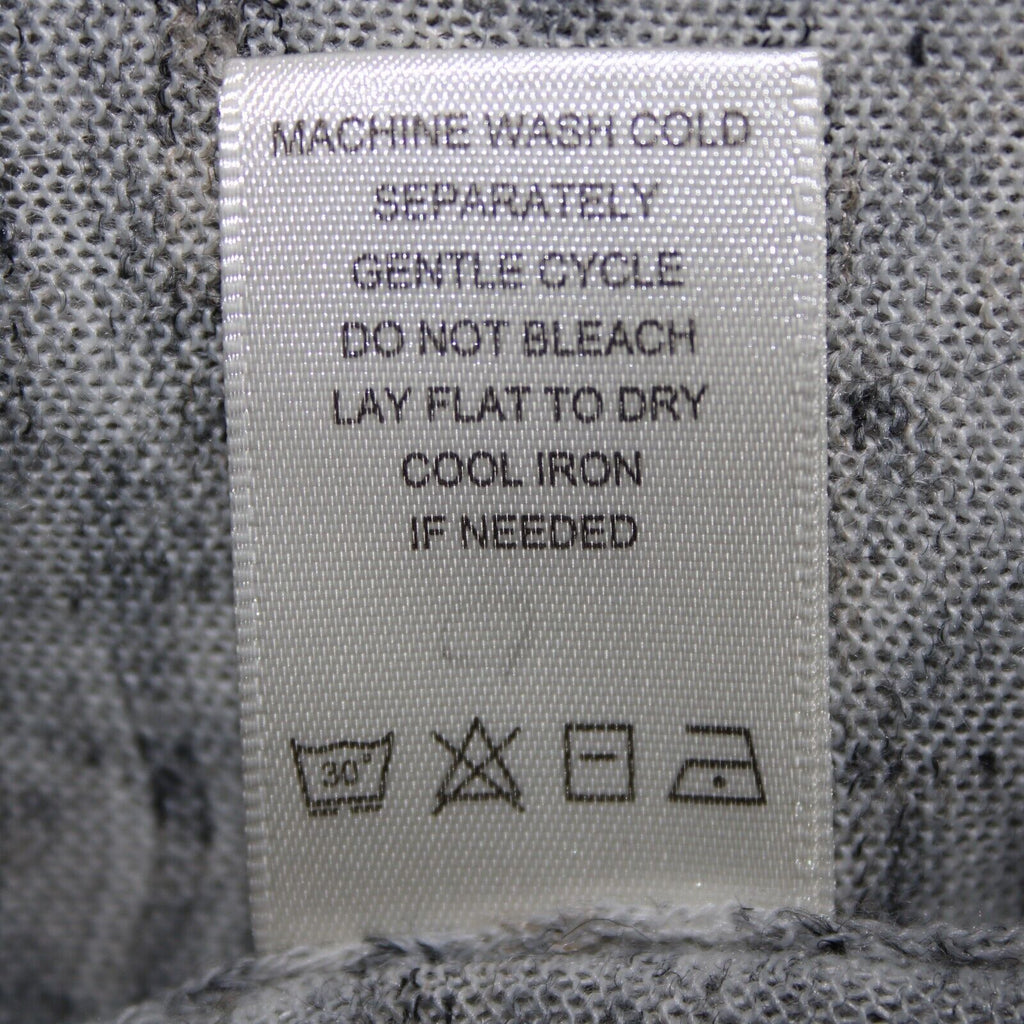 MACHINE WASH COLD
SEPARATELY
GENTLE CYCLE
DO NOT BLEACH
LAY FLAT TO DRY
COOL IRON
IF NEEDED
30°